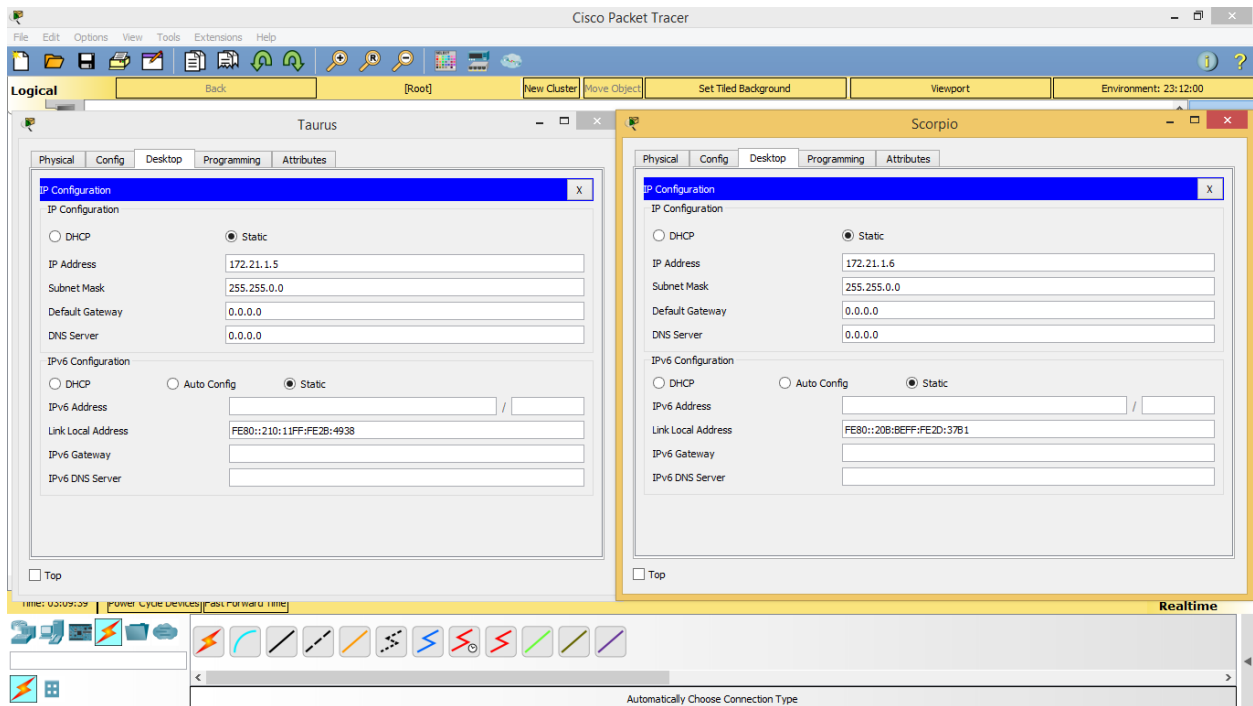 Cisco Packet Tracer
File Edit Options View Tools Extensions Help
Logical Back [Root] New Cluster Move Object Set Tiled Background Viewport Environment: 23:12:00
Taurus
Physical Config Desktop Programming Attributes
IP Configuration X
IP Configuration
DHCP Static
IP Address 172.21.1.5
Subnet Mask 255.255.0.0
Default Gateway 0.0.0.0
DNS Server 0.0.0.0
IPv6 Configuration
DHCP Auto Config Static
IPv6 Address /
Link Local Address FE80::210:11FF:FE2B:4938
IPv6 Gateway
IPv6 DNS Server
Top
Scorpio
Physical Config Desktop Programming Attributes
IP Configuration X
IP Configuration
DHCP Static
IP Address 172.21.1.6
Subnet Mask 255.255.0.0
Default Gateway 0.0.0.0
DNS Server 0.0.0.0
IPv6 Configuration
DHCP Auto Config Static
IPv6 Address /
Link Local Address FE80::20B:BEFF:FE2D:37B1
IPv6 Gateway
IPv6 DNS Server
Top
Time: 03:09:39 Power Cycle Devices Fast Forward Time Realtime
Automatically Choose Connection Type